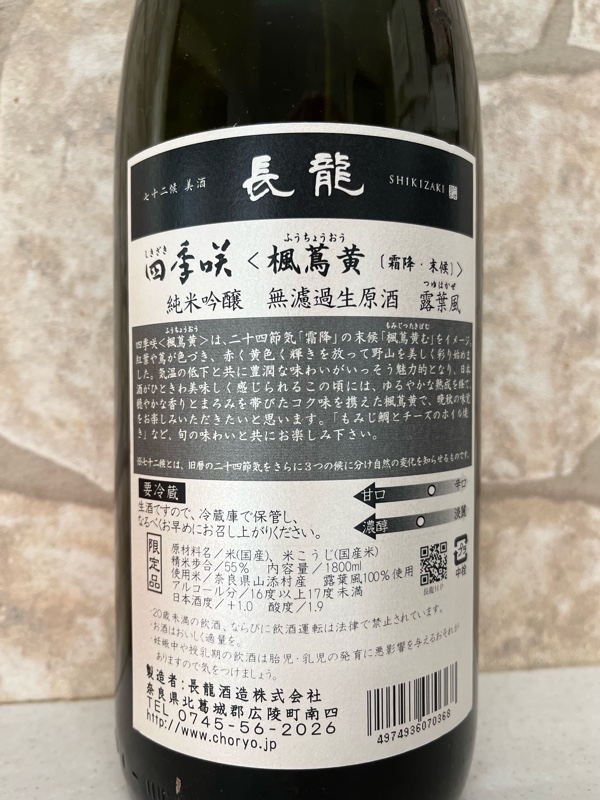 七十二候 美酒 長龍 SHIKIZAKI
しきざき ふうちょうおう
四季咲〈楓蔦黄〔霜降・末候〕〉
つゆはかぜ
純米吟醸 無濾過生原酒 露葉風
ふうちょうおう もみじつたきばむ
四季咲〈楓蔦黄〉は、二十四節気「霜降」の末候「楓蔦黄む」をイメージ。
紅葉や蔦が色づき、赤く黄色く輝きを放って野山を美しく彩り始めま
した。気温の低下と共に豊潤な味わいがいっそう魅力的となり、日本
酒がひときわ美味しく感じられるこの頃には、ゆるやかな熟成を経て、
穏やかな香りとまろみを帯びたコク味を携えた楓蔦黄で、晩秋の味覚
をお楽しみいただきたいと思います。「もみじ鯛とチーズのホイル焼
き」など、旬の味わいと共にお楽しみ下さい。
※七十二候とは、旧暦の二十四節気をさらに3つの候に分け自然の変化を知らせるものです。
要冷蔵
生酒ですので、冷蔵庫で保管し、
なるべくお早めにお召し上がりください。
甘口 辛口
濃醇 淡麗
限定品
原材料名/米(国産)、米こうじ(国産米)
精米歩合/55% 内容量/1800ml
使用米/奈良県山添村産 露葉風100%使用
アルコール分/16度以上17度未満
日本酒度/+1.0 酸度/1.9
長龍H.P
中栓
・20歳未満の飲酒、ならびに飲酒運転は法律で禁止されています。
・お酒はおいしく適量を。
・妊娠中や授乳期の飲酒は胎児・乳児の発育に悪影響を与えるおそれが
ありますので気をつけましょう。
製造者:長龍酒造株式会社
奈良県北葛城郡広陵町南四
TEL 0745-56-2026
http://www.choryo.jp
4974936070368